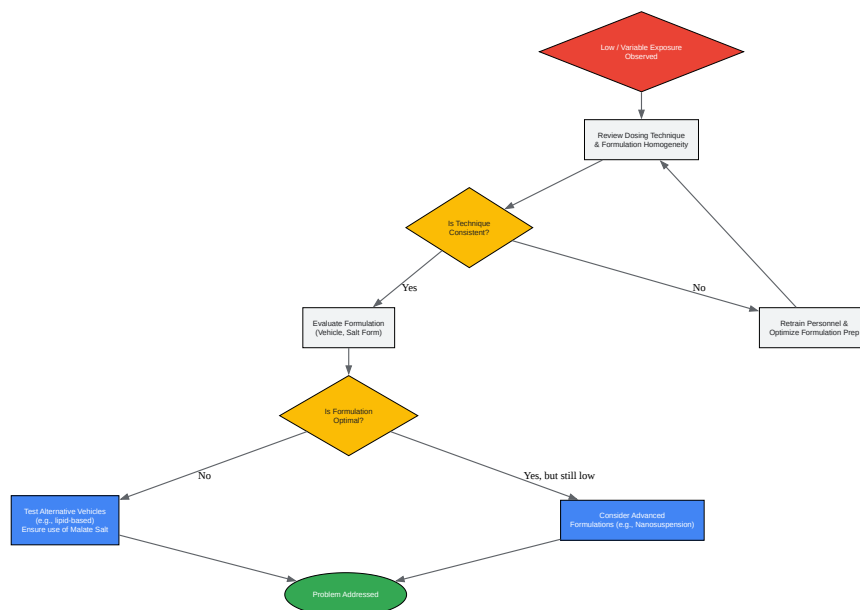 Low / Variable Exposure
Observed
Review Dosing Technique
& Formulation Homogeneity
Is Technique
Consistent?
Yes
No
Evaluate Formulation
(Vehicle, Salt Form)
Retrain Personnel &
Optimize Formulation Prep
Is Formulation
Optimal?
No
Yes, but still low
Test Alternative Vehicles
(e.g., lipid-based)
Ensure use of Malate Salt
Consider Advanced
Formulations (e.g., Nanosuspension)
Problem Addressed